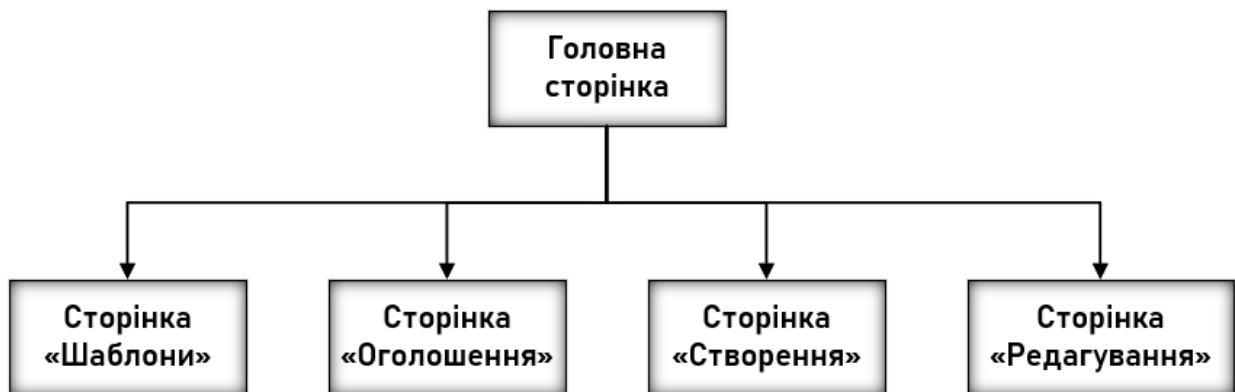 Головна
сторінка
Сторінка
«Шаблони»
Сторінка
«Оголошення»
Сторінка
«Створення»
Сторінка
«Редагування»